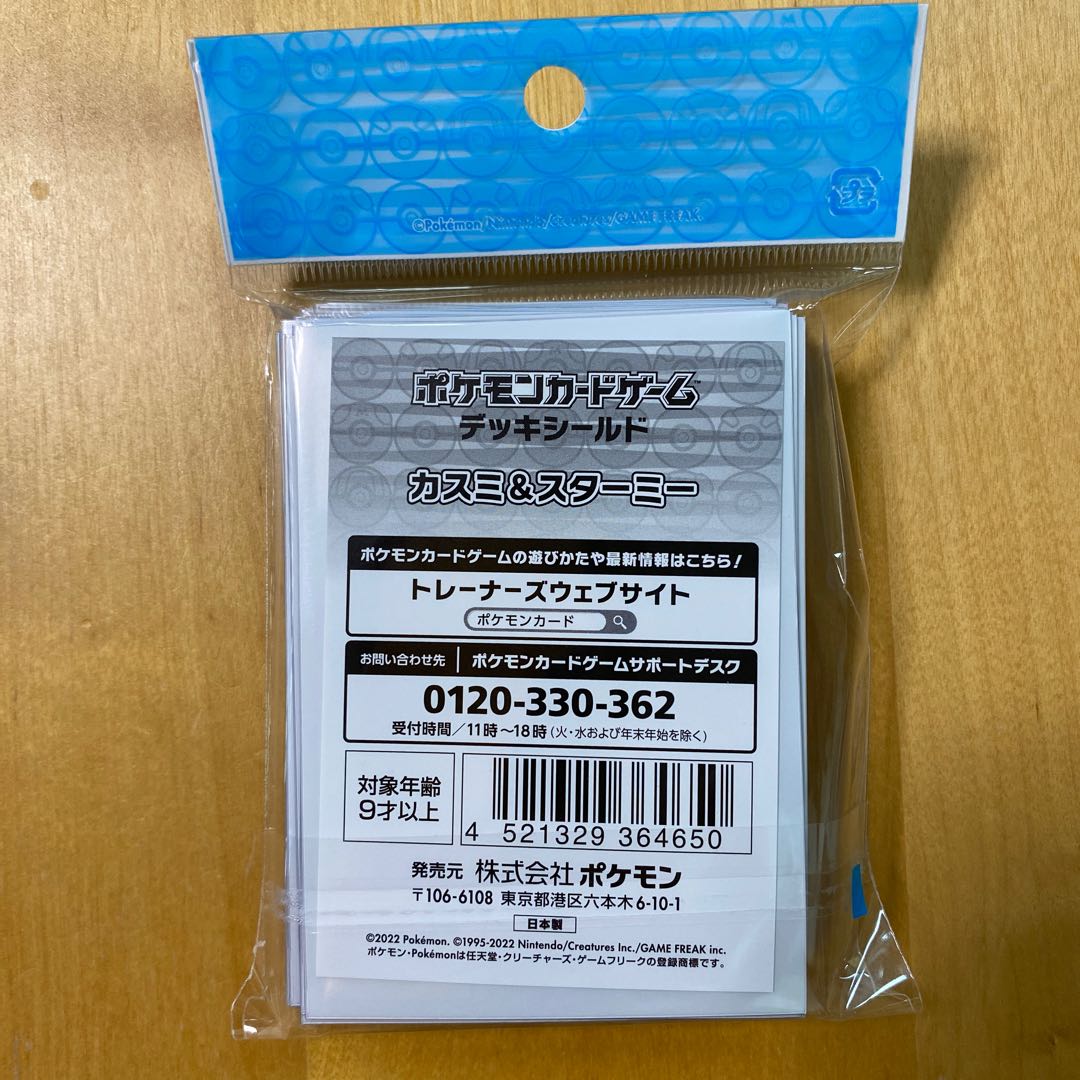 プラ
©Pokémon/Nintendo/Creatures/GAME FREAK.
ポケモンカードゲーム™
デッキシールド
カスミ&スターミー
ポケモンカードゲームの遊びかたや最新情報はこちら!
トレーナーズウェブサイト
ポケモンカード
お問い合わせ先 ポケモンカードゲームサポートデスク
0120-330-362
受付時間/11時~18時(火・水および年末年始を除く)
対象年齢
9才以上
4 521329 364650
発売元 株式会社ポケモン
〒106-6108 東京都港区六本木6-10-1
日本製
©2022 Pokémon. ©1995-2022 Nintendo/Creatures Inc./GAME FREAK inc.
ポケモン・Pokémonは任天堂・クリーチャーズ・ゲームフリークの登録商標です。